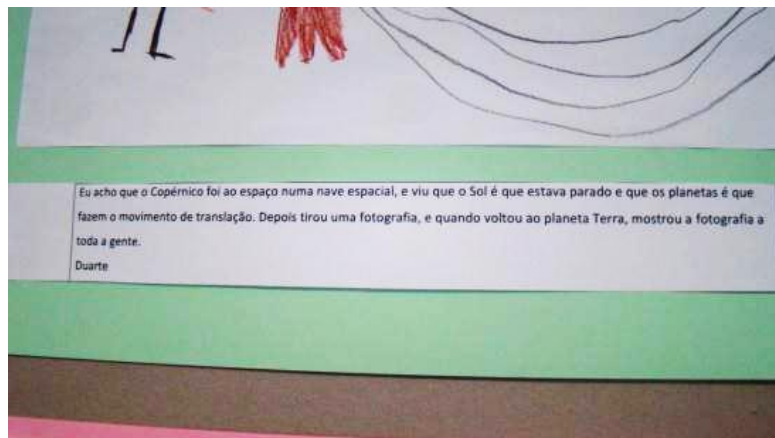 Eu acho que o Copérnico foi ao espaço numa nave espacial, e viu que o Sol é que estava parado e que os planetas é que
fazem o movimento de translação. Depois tirou uma fotografia, e quando voltou ao planeta Terra, mostrou a fotografia a
toda a gente.
Duarte